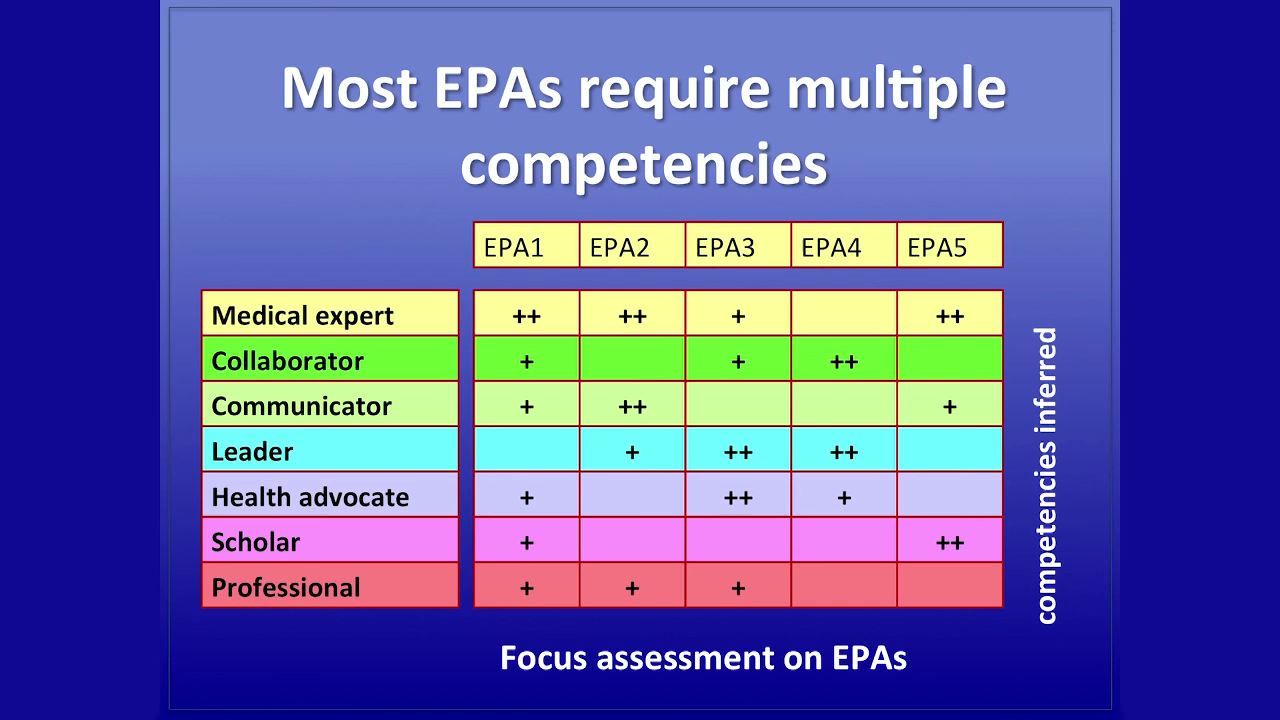 Most EPAs require multiple
competencies
EPA1 EPA2 EPA3 EPA4 EPA5
Medical expert ++ ++ + ++
Collaborator + + ++
Communicator + ++ +
Leader + ++ ++
Health advocate + ++ +
Scholar + ++
Professional + + +
competencies inferred
Focus assessment on EPAs